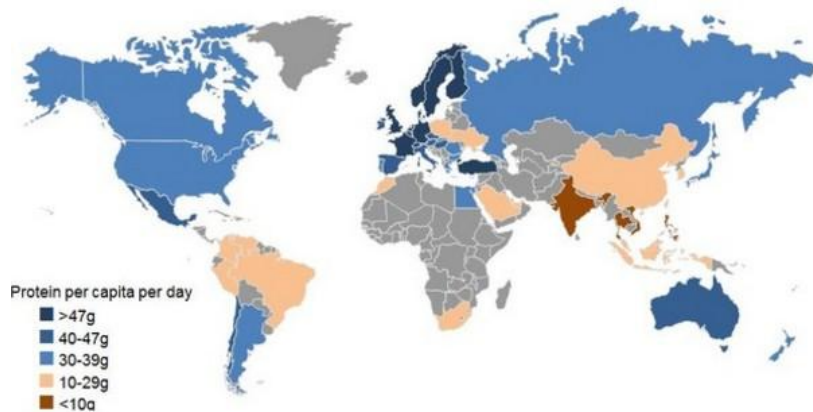 Protein per capita per day
>47g
40-47g
30-39g
10-29g
<10g